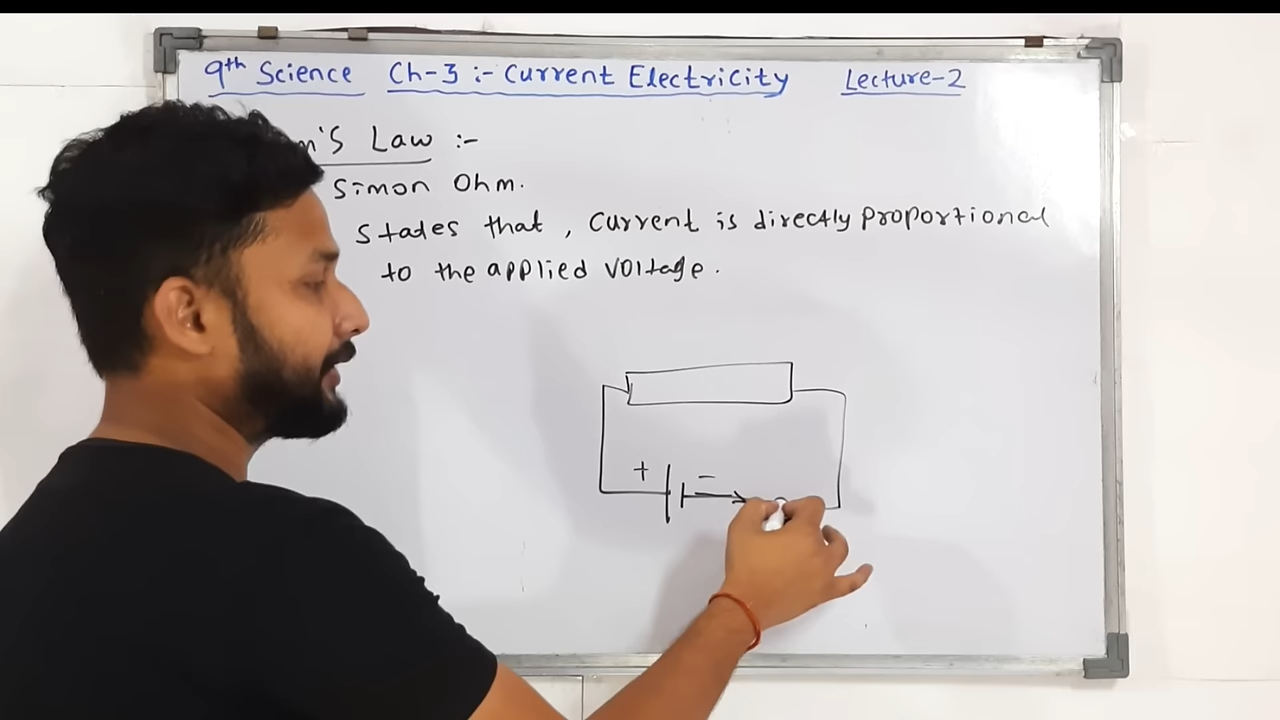 9th Science Ch-3 :- Current Electricity Lecture-2
m's Law :-
Simon Ohm.
States that, current is directly proportional
to the applied voltage.
+ −